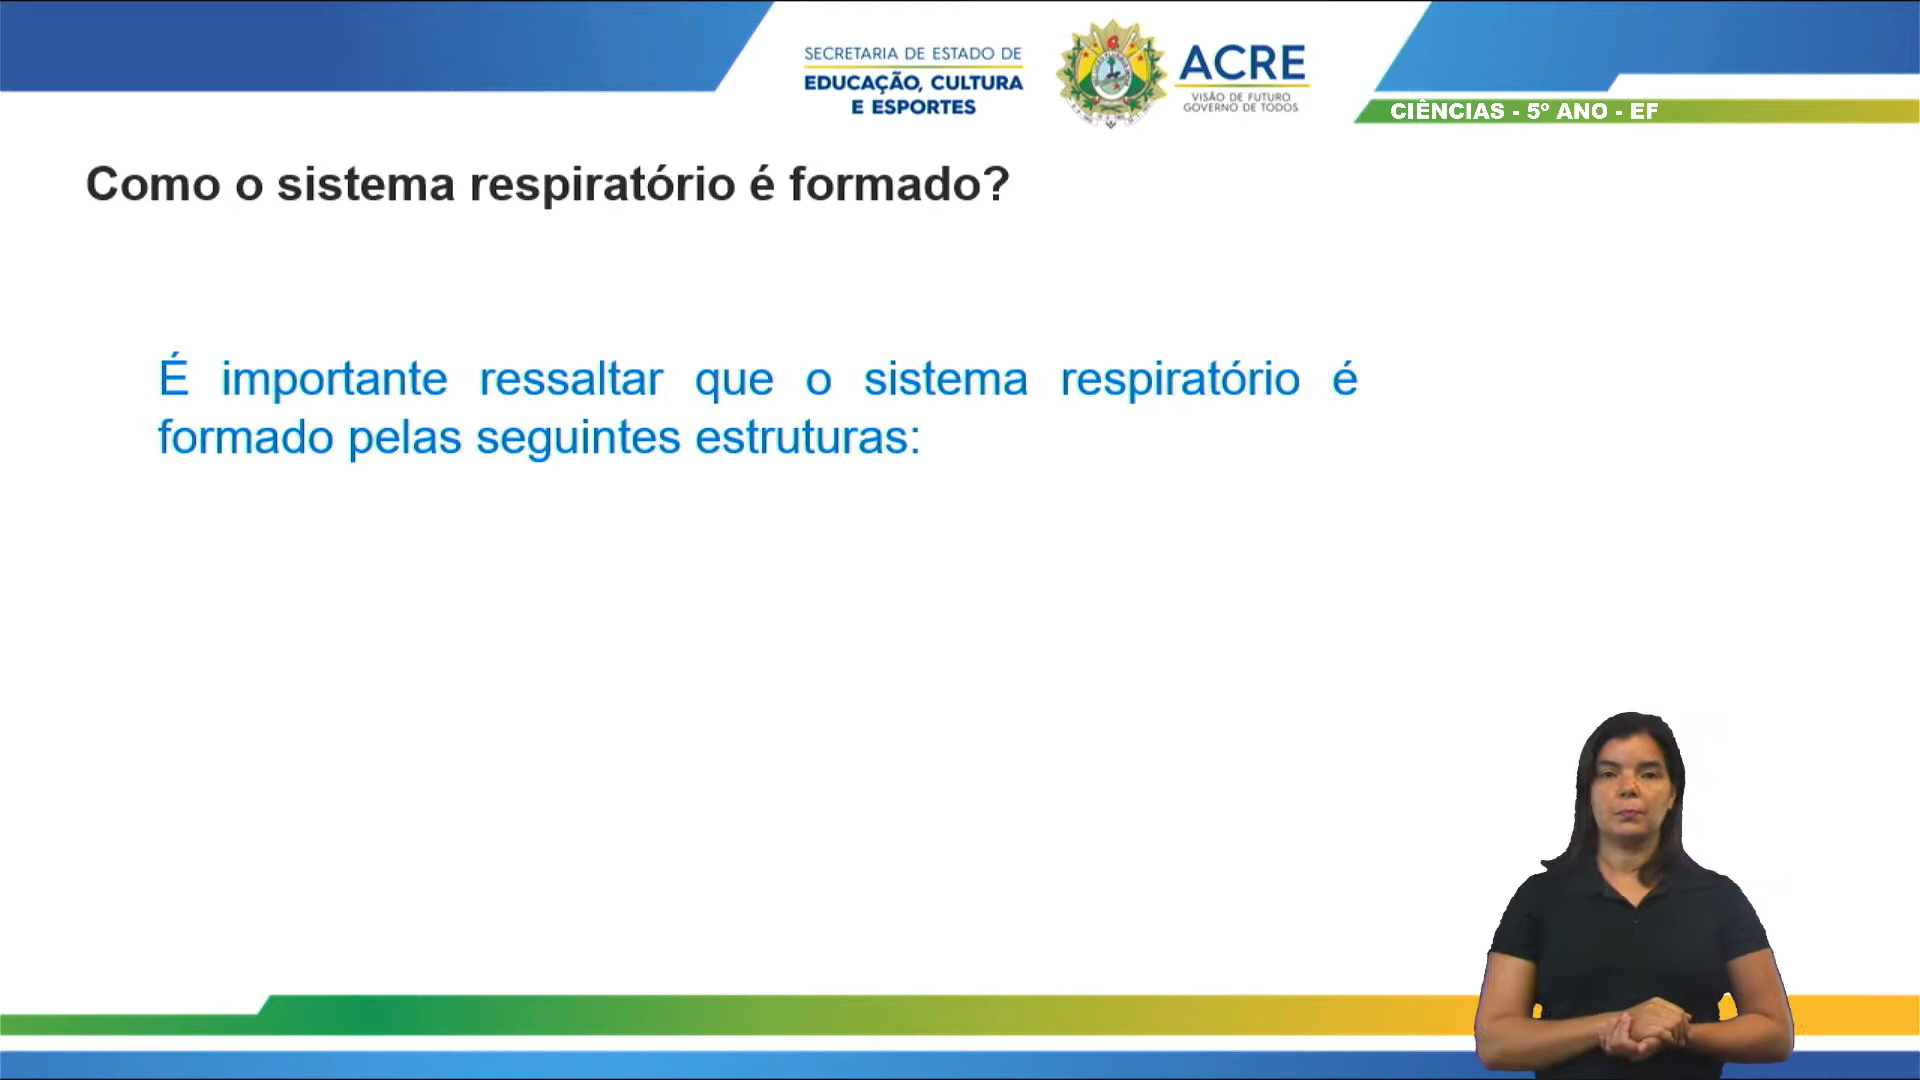 SECRETARIA DE ESTADO DE
EDUCAÇÃO, CULTURA
E ESPORTES
ACRE
VISÃO DE FUTURO
GOVERNO DE TODOS
CIÊNCIAS - 5º ANO - EF
Como o sistema respiratório é formado?
É importante ressaltar que o sistema respiratório é
formado pelas seguintes estruturas: